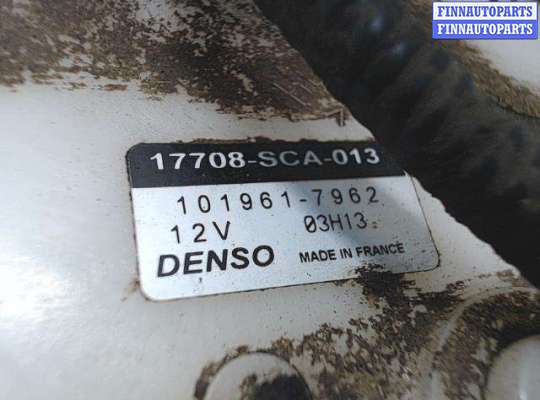 FINNAUTOPARTS
FINNAUTOPARTS
17708-SCA-013
101961-7962
12V 03H13
DENSO MADE IN FRANCE